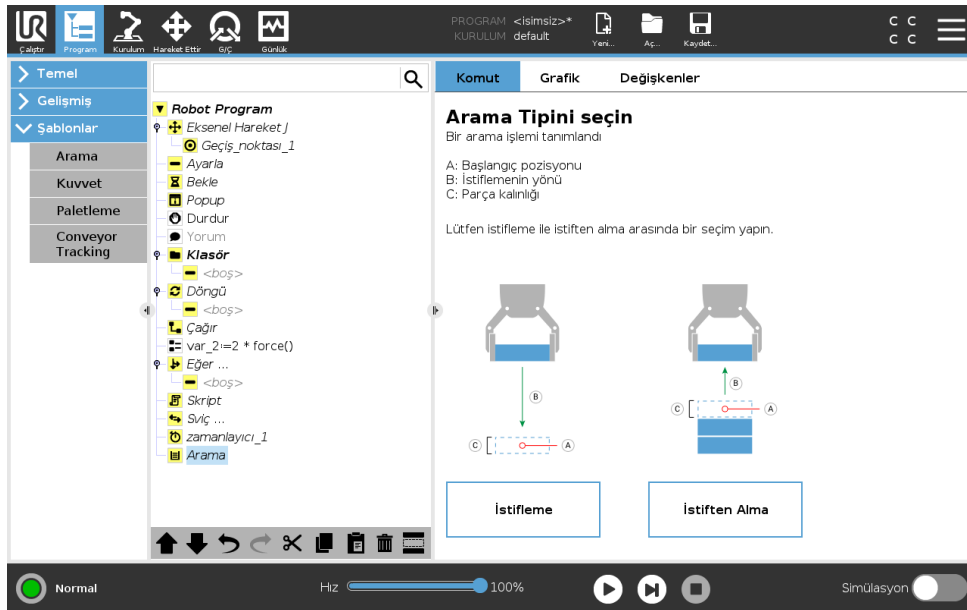 UR
PROGRAM <isimsiz>*
KURULUM default
Çalıştır
Program
Kurulum
Hareket Ettir
G/Ç
Günlük
Yeni...
Aç...
Kaydet...
C C
C C
Temel
Gelişmiş
Şablonlar
Arama
Kuvvet
Paletleme
Conveyor
Tracking
Robot Program
Eksenel Hareket J
Geçiş_noktası_1
Ayarla
Bekle
Popup
Durdur
Yorum
Klasör
<boş>
Döngü
<boş>
Çağır
var_2≔2 * force()
Eğer ...
<boş>
Skript
Sviç ...
zamanlayıcı_1
Arama
Komut
Grafik
Değişkenler
Arama Tipini seçin
Bir arama işlemi tanımlandı
A: Başlangıç pozisyonu
B: İstiflemenin yönü
C: Parça kalınlığı
Lütfen istifleme ile istiften alma arasında bir seçim yapın.
B
C
A
B
C
A
İstifleme
İstiften Alma
Normal
Hız
100%
Simülasyon